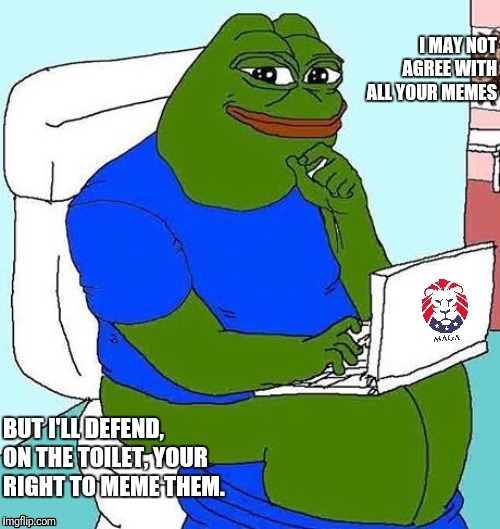 I MAY NOT
AGREE WITH
ALL YOUR MEMES
MAGA
BUT I'LL DEFEND,
ON THE TOILET, YOUR
RIGHT TO MEME THEM.
imgflip.com